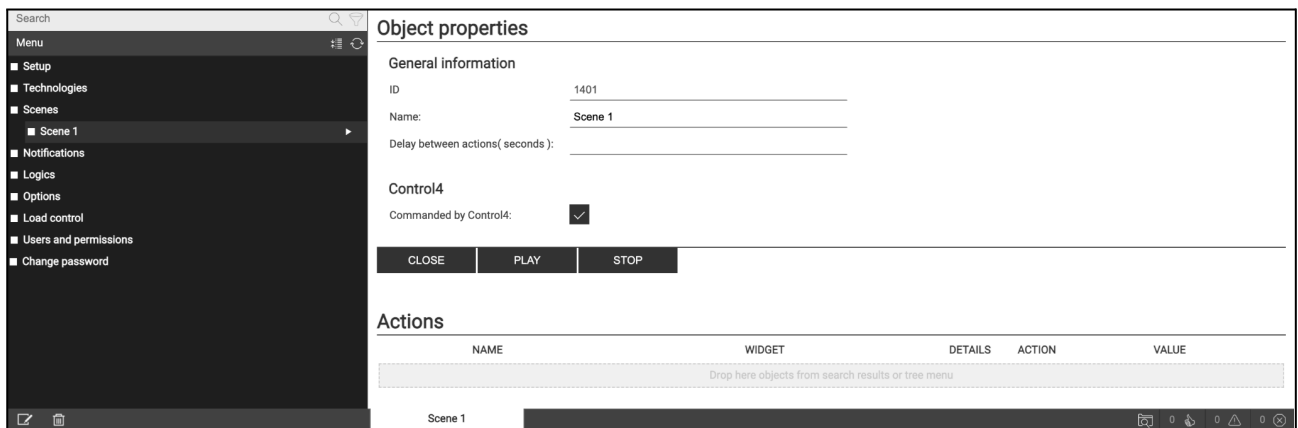 Search
Menu
Setup
Technologies
Scenes
Scene 1
Notifications
Logics
Options
Load control
Users and permissions
Change password
Object properties
General information
ID 1401
Name: Scene 1
Delay between actions( seconds ):
Control4
Commanded by Control4:
CLOSE PLAY STOP
Actions
NAME WIDGET DETAILS ACTION VALUE
Drop here objects from search results or tree menu
Scene 1 0 0 0